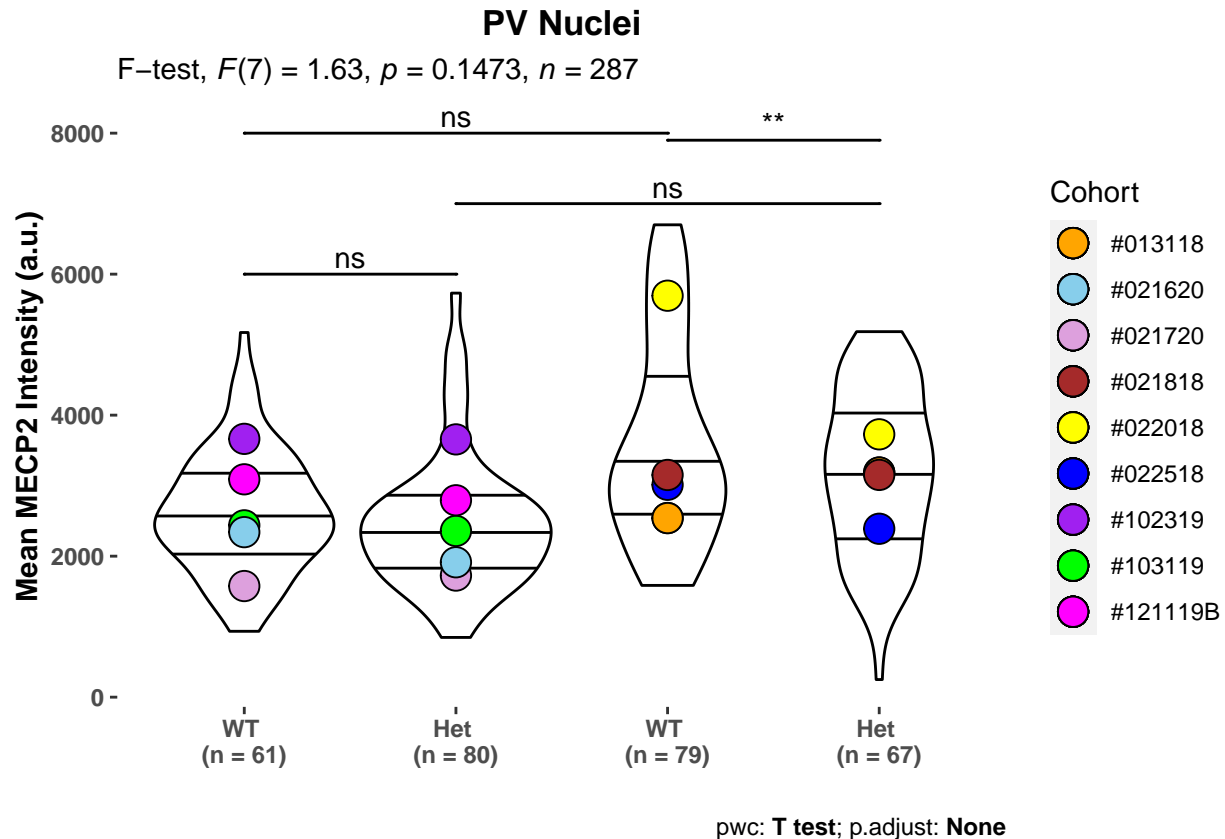 PV Nuclei
F−test, F(7) = 1.63, p = 0.1473, n = 287
ns
**
ns
ns
8000
6000
4000
2000
0
Mean MECP2 Intensity (a.u.)
WT
(n = 61)
Het
(n = 80)
WT
(n = 79)
Het
(n = 67)
Cohort
#013118
#021620
#021720
#021818
#022018
#022518
#102319
#103119
#121119B
pwc: T test; p.adjust: None